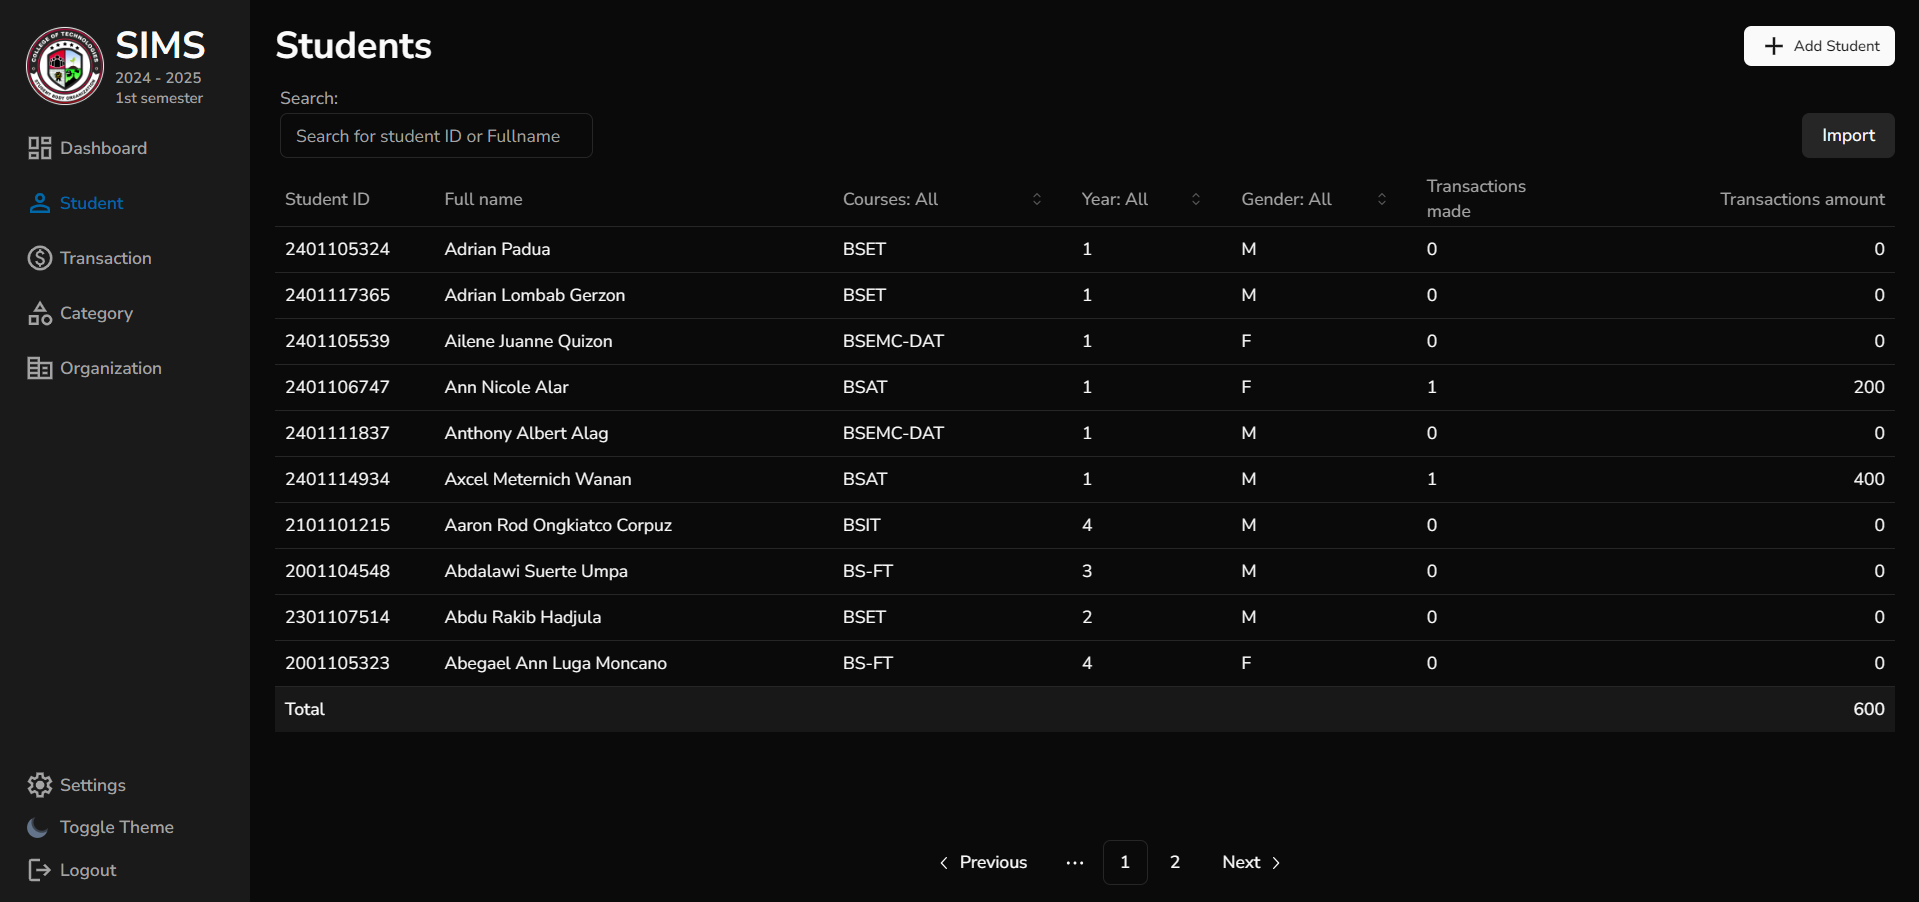 COLLEGE OF TECHNOLOGIES
STUDENT BODY ORGANIZATION
SIMS
2024 - 2025
1st semester
Dashboard
Student
Transaction
Category
Organization
Settings
Toggle Theme
Logout
Students
Add Student
Search:
Search for student ID or Fullname
Import
Student ID Full name Courses: All Year: All Gender: All Transactions made Transactions amount
2401105324 Adrian Padua BSET 1 M 0 0
2401117365 Adrian Lombab Gerzon BSET 1 M 0 0
2401105539 Ailene Juanne Quizon BSEMC-DAT 1 F 0 0
2401106747 Ann Nicole Alar BSAT 1 F 1 200
2401111837 Anthony Albert Alag BSEMC-DAT 1 M 0 0
2401114934 Axcel Meternich Wanan BSAT 1 M 1 400
2101101215 Aaron Rod Ongkiatco Corpuz BSIT 4 M 0 0
2001104548 Abdalawi Suerte Umpa BS-FT 3 M 0 0
2301107514 Abdu Rakib Hadjula BSET 2 M 0 0
2001105323 Abegael Ann Luga Moncano BS-FT 4 F 0 0
Total 600
Previous ... 1 2 Next